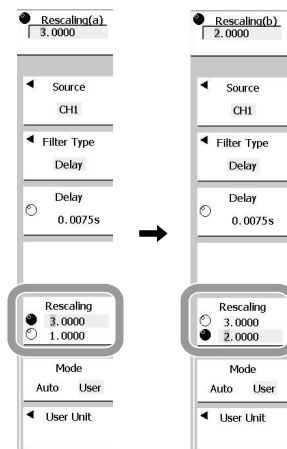 Rescaling(a)
3.0000
Source
CH1
Filter Type
Delay
Delay
0.0075s
Rescaling
3.0000
1.0000
Mode
Auto User
User Unit
Rescaling(b)
2.0000
Source
CH1
Filter Type
Delay
Delay
0.0075s
Rescaling
3.0000
2.0000
Mode
Auto User
User Unit